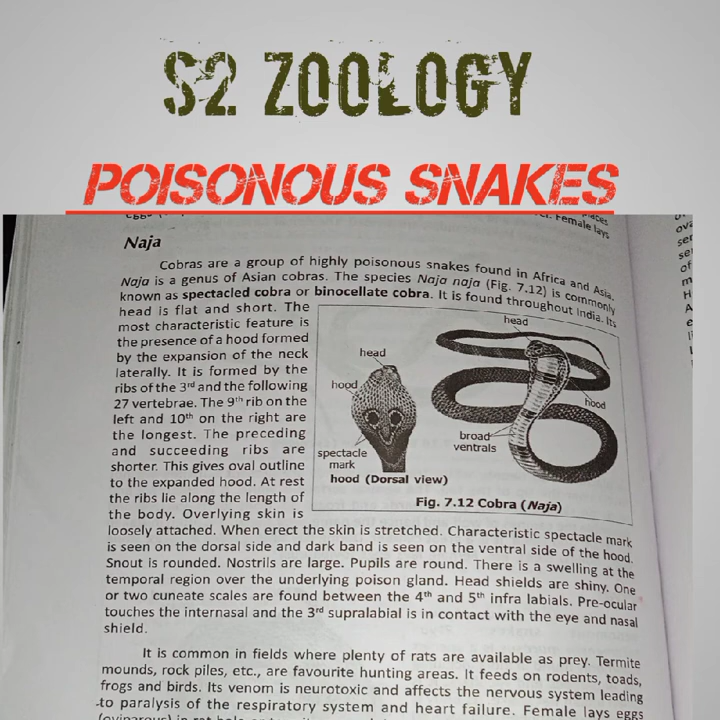 S2 ZOOLOGY
POISONOUS SNAKES
places
Female lays
Naja
Cobras are a group of highly poisonous snakes found in Africa and Asia.
Naja is a genus of Asian cobras. The species Naja naja (Fig. 7.12) is commonly
known as spectacled cobra or binocellate cobra. It is found throughout India. Its
head is flat and short. The
most characteristic feature is
the presence of a hood formed
by the expansion of the neck
laterally. It is formed by the
ribs of the 3rd and the following
27 vertebrae. The 9th rib on the
left and 10th on the right are
the longest. The preceding
and succeeding ribs are
shorter. This gives oval outline
to the expanded hood. At rest
the ribs lie along the length of
the body. Overlying skin is
head
hood
spectacle
mark
hood (Dorsal view)
head
hood
broad
ventrals
Fig. 7.12 Cobra (Naja)
loosely attached. When erect the skin is stretched. Characteristic spectacle mark
is seen on the dorsal side and dark band is seen on the ventral side of the hood.
Snout is rounded. Nostrils are large. Pupils are round. There is a swelling at the
temporal region over the underlying poison gland. Head shields are shiny. One
or two cuneate scales are found between the 4th and 5th infra labials. Pre-ocular
touches the internasal and the 3rd supralabial is in contact with the eye and nasal
shield.
It is common in fields where plenty of rats are available as prey. Termite
mounds, rock piles, etc., are favourite hunting areas. It feeds on rodents, toads,
frogs and birds. Its venom is neurotoxic and affects the nervous system leading
to paralysis of the respiratory system and heart failure. Female lays eggs
(oviparous) in rat hole